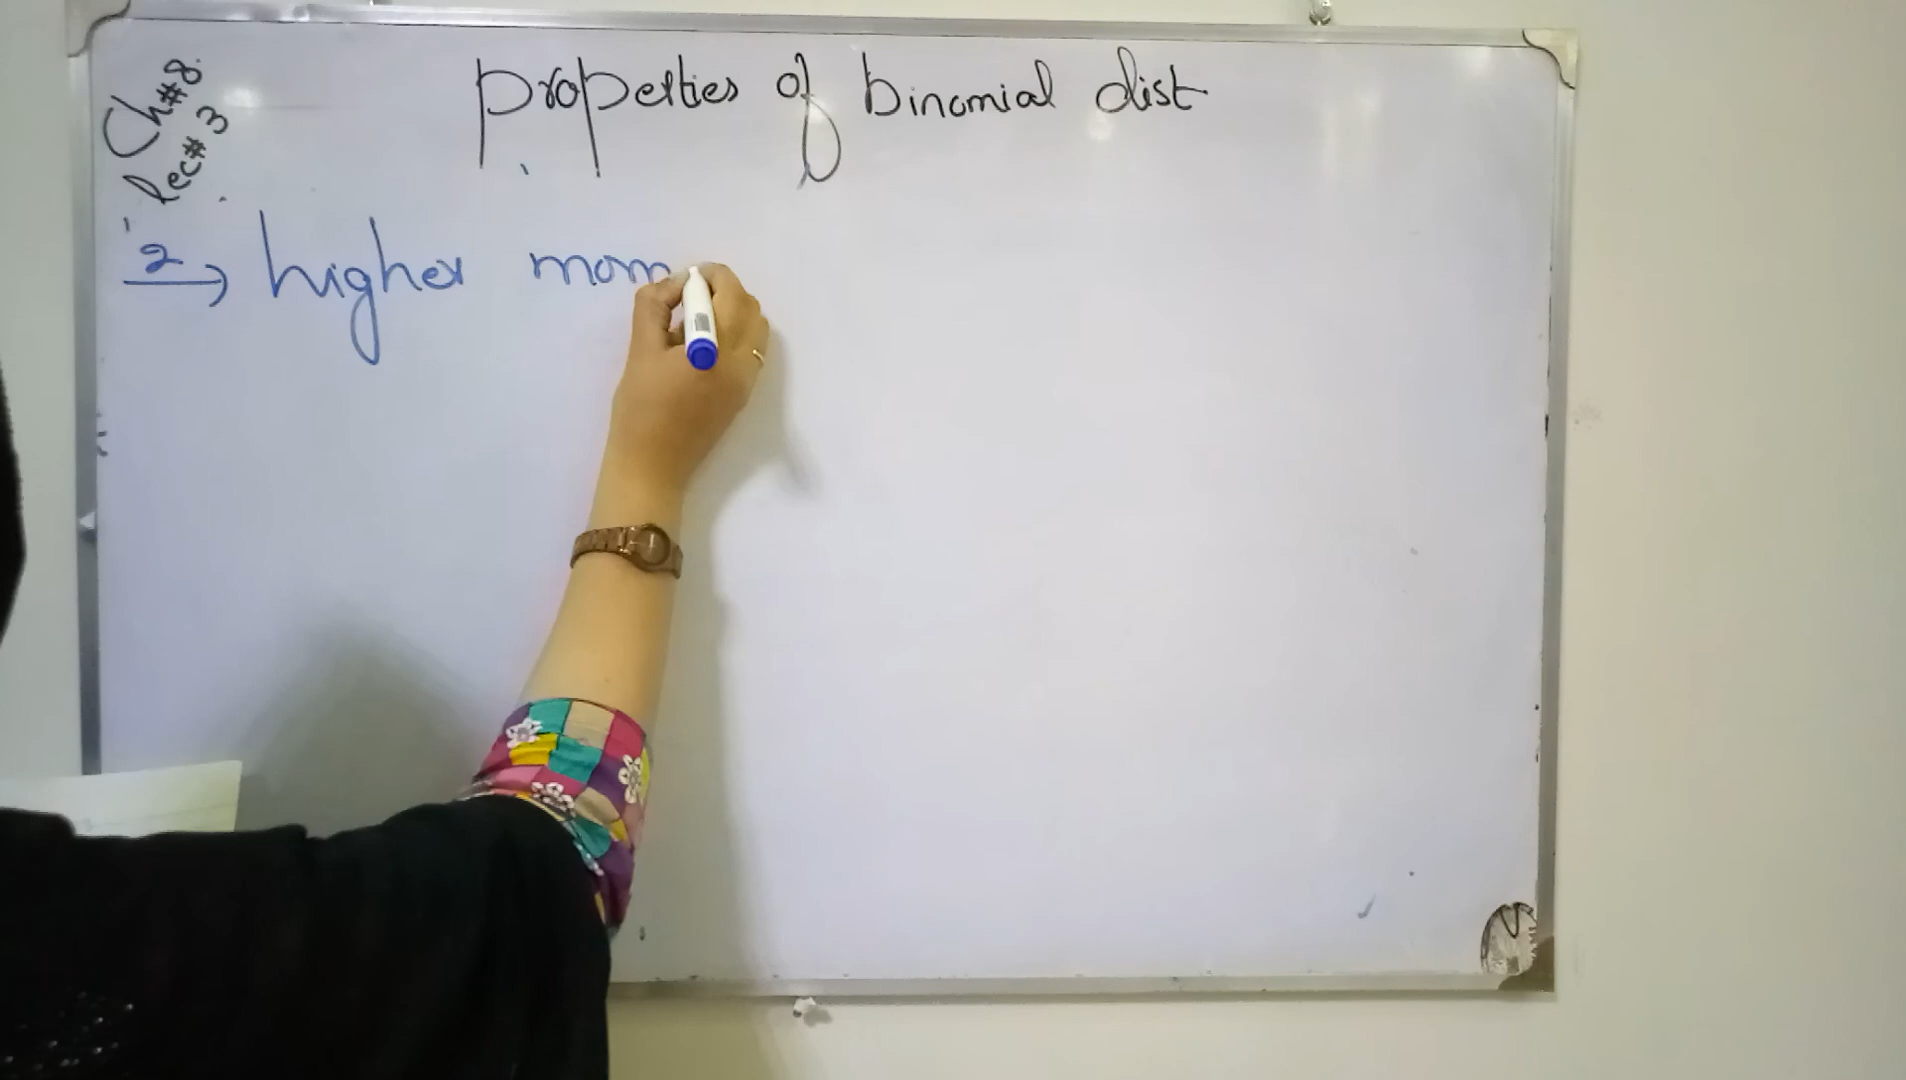 Ch#8.
lec#3
properties of binomial dist
2 → higher mom